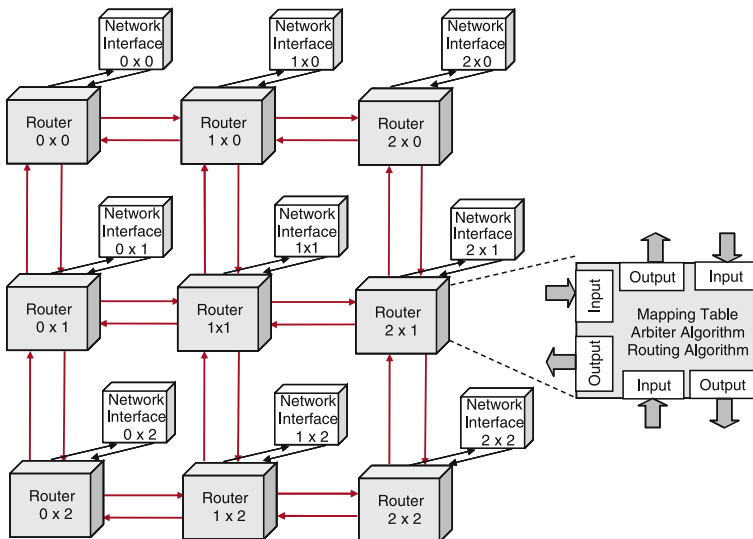 Network
Interface
0 x 0
Network
Interface
1 x 0
Network
Interface
2 x 0
Router
0 x 0
Router
1 x 0
Router
2 x 0
Network
Interface
0 x 1
Network
Interface
1x1
Network
Interface
2 x 1
Router
0 x 1
Router
1x1
Router
2 x 1
Output
Input
Input
Output
Mapping Table
Arbiter Algorithm
Routing Algorithm
Input
Output
Network
Interface
0 x 2
Network
Interface
1 x 2
Network
Interface
2 x 2
Router
0 x 2
Router
1 x 2
Router
2 x 2